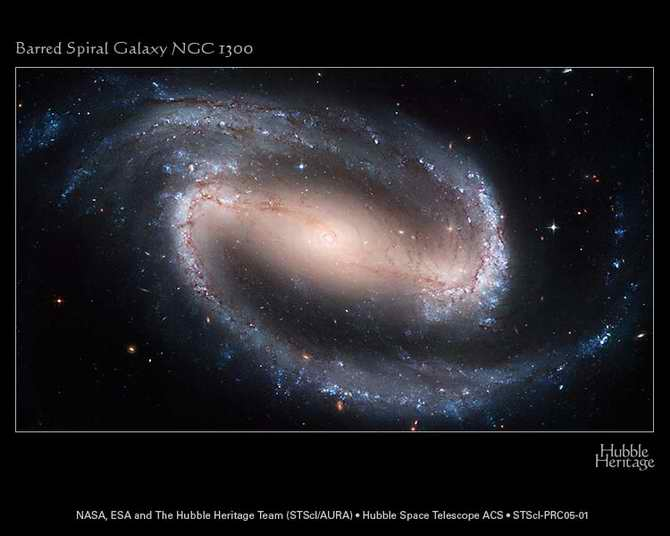 Barred Spiral Galaxy NGC 1300
Hubble
Heritage
NASA, ESA and The Hubble Heritage Team (STScI/AURA) • Hubble Space Telescope ACS • STScI-PRC05-01